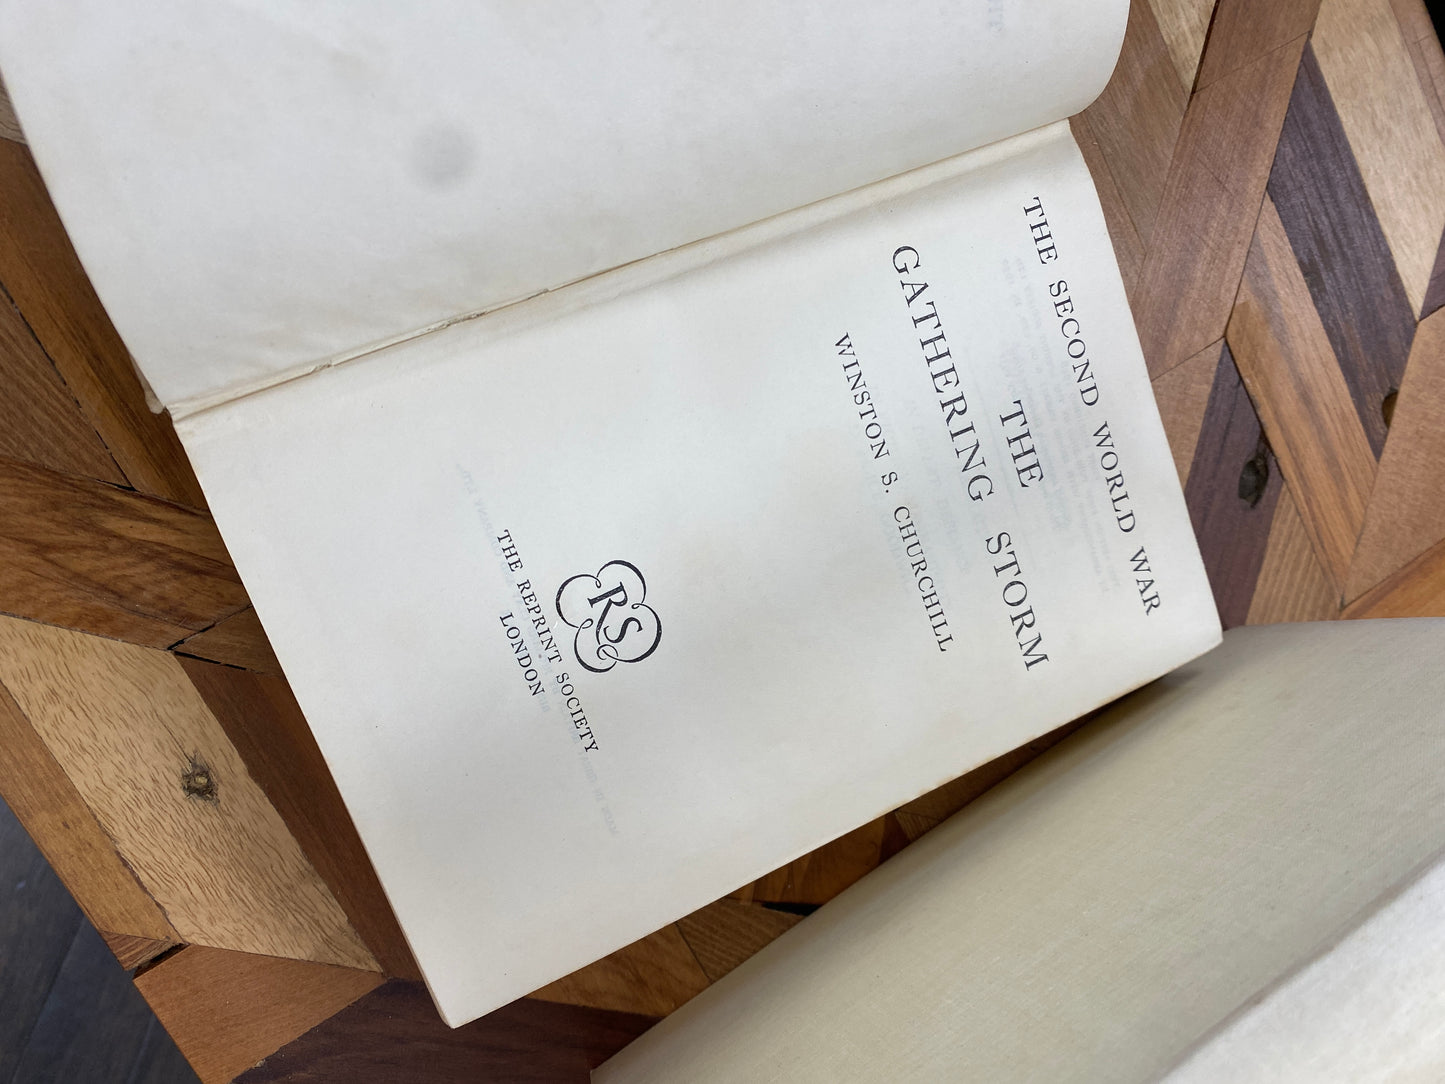 THE SECOND WORLD WAR
THE
GATHERING STORM
WINSTON S. CHURCHILL
RS
THE REPRINT SOCIETY
LONDON